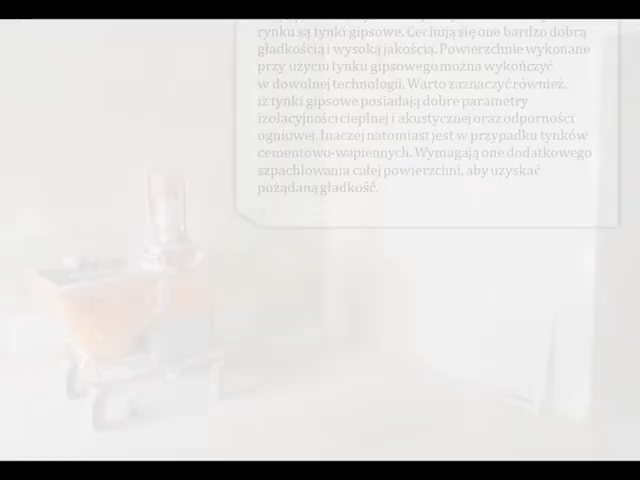 rynku są tynki gipsowe. Cechują się one bardzo dobrą
gładkością i wysoką jakością. Powierzchnie wykonane
przy użyciu tynku gipsowego można wykończyć
w dowolnej technologii. Warto zaznaczyć również,
iż tynki gipsowe posiadają dobre parametry
izolacyjności cieplnej i akustycznej oraz odporności
ogniowej. Inaczej natomiast jest w przypadku tynków
cementowo-wapiennych. Wymagają one dodatkowego
szpachlowania całej powierzchni, aby uzyskać
pożądaną gładkość.